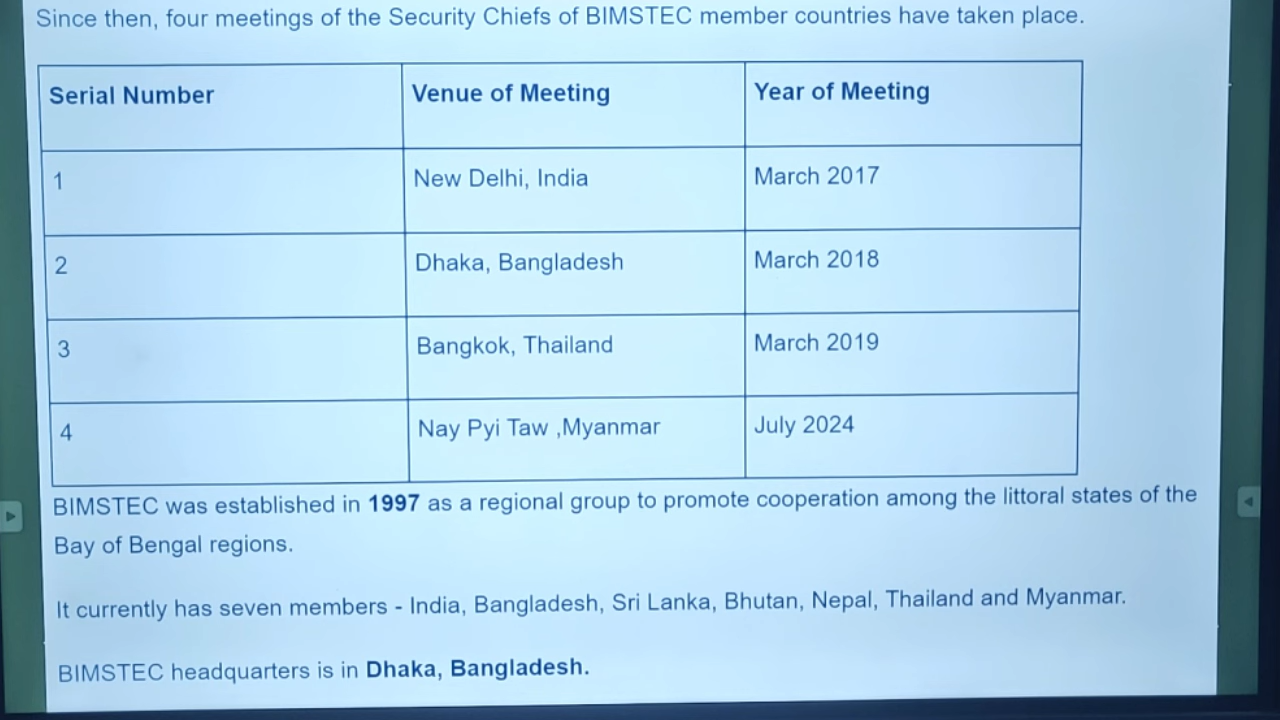 Since then, four meetings of the Security Chiefs of BIMSTEC member countries have taken place.
Serial Number Venue of Meeting Year of Meeting
1 New Delhi, India March 2017
2 Dhaka, Bangladesh March 2018
3 Bangkok, Thailand March 2019
4 Nay Pyi Taw ,Myanmar July 2024
BIMSTEC was established in 1997 as a regional group to promote cooperation among the littoral states of the
Bay of Bengal regions.
It currently has seven members - India, Bangladesh, Sri Lanka, Bhutan, Nepal, Thailand and Myanmar.
BIMSTEC headquarters is in Dhaka, Bangladesh.